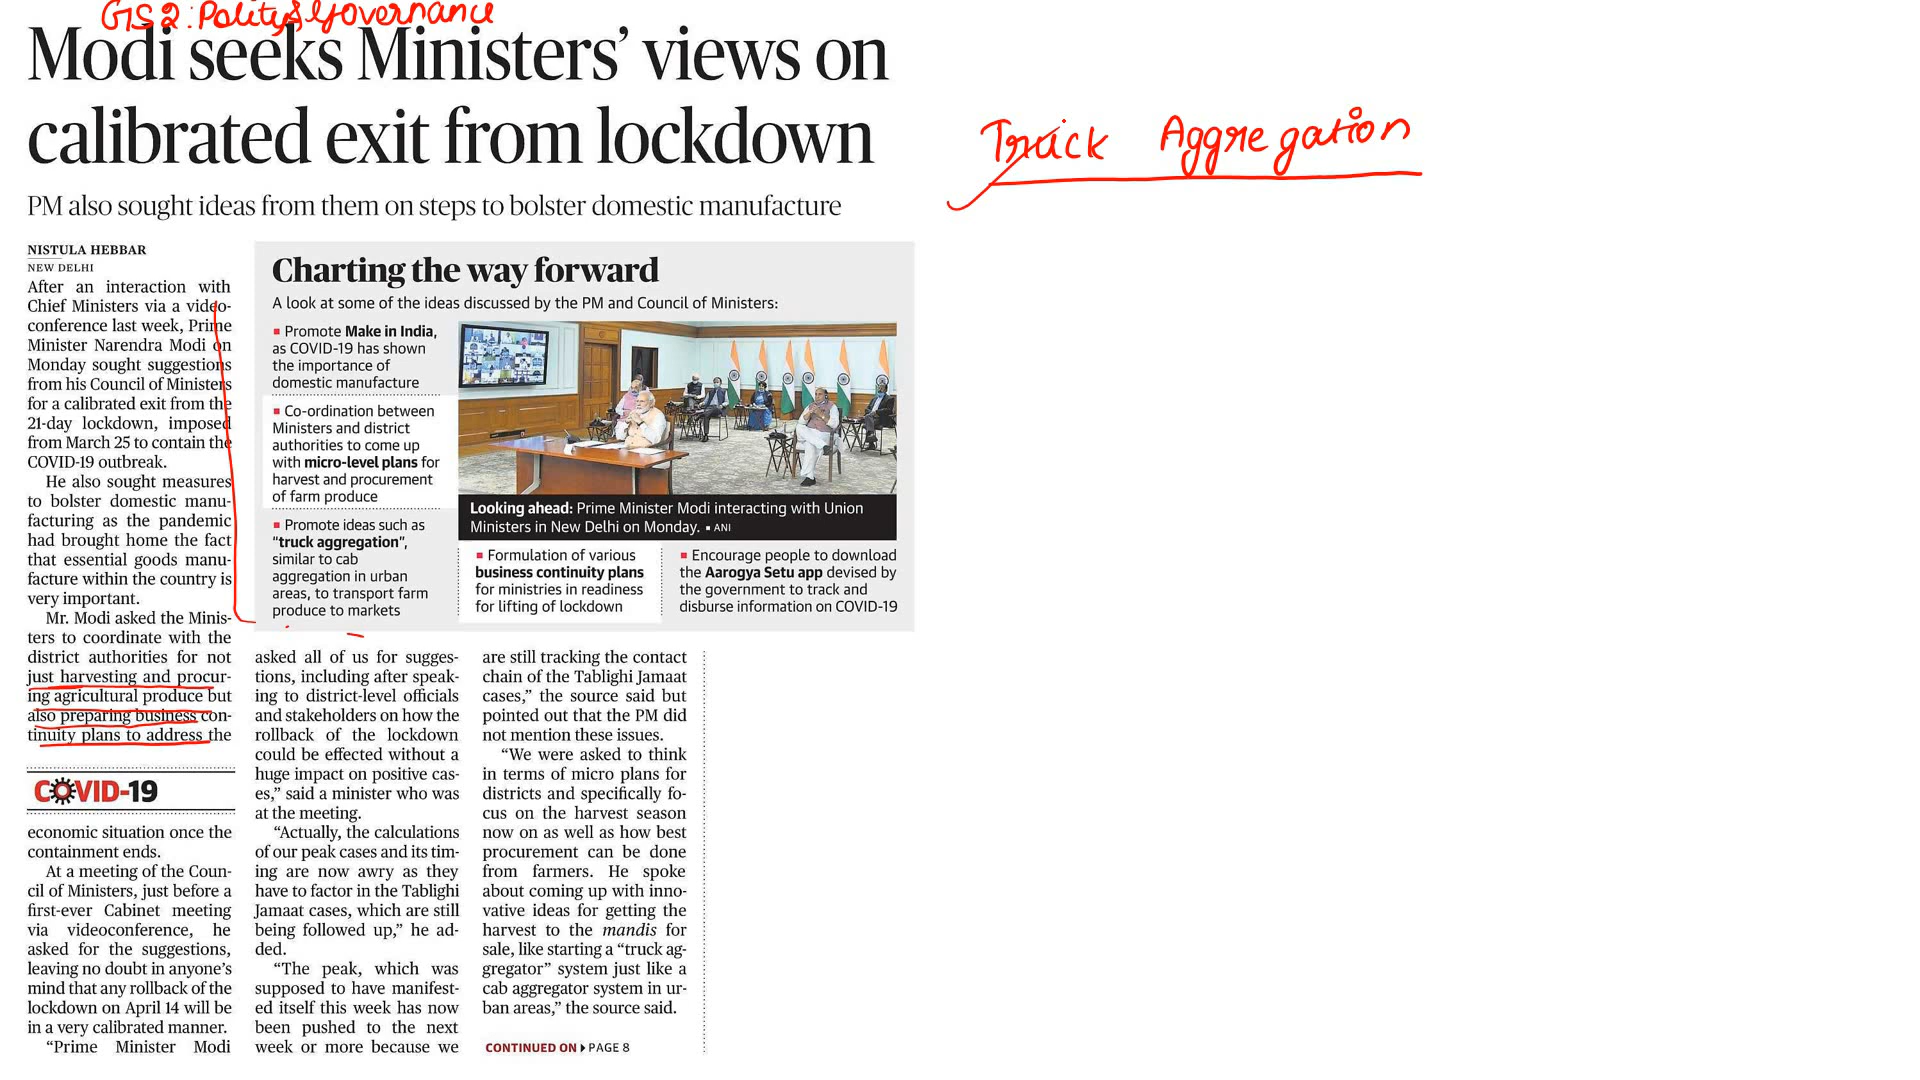 GS2: Polity & Governance
Modi seeks Ministers’ views on
calibrated exit from lockdown
PM also sought ideas from them on steps to bolster domestic manufacture
Truck Aggregation
NISTULA HEBBAR
NEW DELHI
After an interaction with
Chief Ministers via a video-
conference last week, Prime
Minister Narendra Modi on
Monday sought suggestions
from his Council of Ministers
for a calibrated exit from the
21-day lockdown, imposed
from March 25 to contain the
COVID-19 outbreak.
He also sought measures
to bolster domestic manu-
facturing as the pandemic
had brought home the fact
that essential goods manu-
facture within the country is
very important.
Mr. Modi asked the Minis-
ters to coordinate with the
district authorities for not
just harvesting and procur-
ing agricultural produce but
also preparing business con-
tinuity plans to address the
COVID-19
economic situation once the
containment ends.
At a meeting of the Coun-
cil of Ministers, just before a
first-ever Cabinet meeting
via videoconference, he
asked for the suggestions,
leaving no doubt in anyone’s
mind that any rollback of the
lockdown on April 14 will be
in a very calibrated manner.
“Prime Minister Modi
Charting the way forward
A look at some of the ideas discussed by the PM and Council of Ministers:
▪ Promote Make in India,
as COVID-19 has shown
the importance of
domestic manufacture
▪ Co-ordination between
Ministers and district
authorities to come up
with micro-level plans for
harvest and procurement
of farm produce
▪ Promote ideas such as
“truck aggregation”,
similar to cab
aggregation in urban
areas, to transport farm
produce to markets
Looking ahead: Prime Minister Modi interacting with Union
Ministers in New Delhi on Monday. ▪ ANI
▪ Formulation of various
business continuity plans
for ministries in readiness
for lifting of lockdown
▪ Encourage people to download
the Aarogya Setu app devised by
the government to track and
disburse information on COVID-19
asked all of us for sugges-
tions, including after speak-
ing to district-level officials
and stakeholders on how the
rollback of the lockdown
could be effected without a
huge impact on positive cas-
es,” said a minister who was
at the meeting.
“Actually, the calculations
of our peak cases and its tim-
ing are now awry as they
have to factor in the Tablighi
Jamaat cases, which are still
being followed up,” he ad-
ded.
“The peak, which was
supposed to have manifest-
ed itself this week has now
been pushed to the next
week or more because we
are still tracking the contact
chain of the Tablighi Jamaat
cases,” the source said but
pointed out that the PM did
not mention these issues.
“We were asked to think
in terms of micro plans for
districts and specifically fo-
cus on the harvest season
now on as well as how best
procurement can be done
from farmers. He spoke
about coming up with inno-
vative ideas for getting the
harvest to the mandis for
sale, like starting a “truck ag-
gregator” system just like a
cab aggregator system in ur-
ban areas,” the source said.
CONTINUED ON ▸ PAGE 8